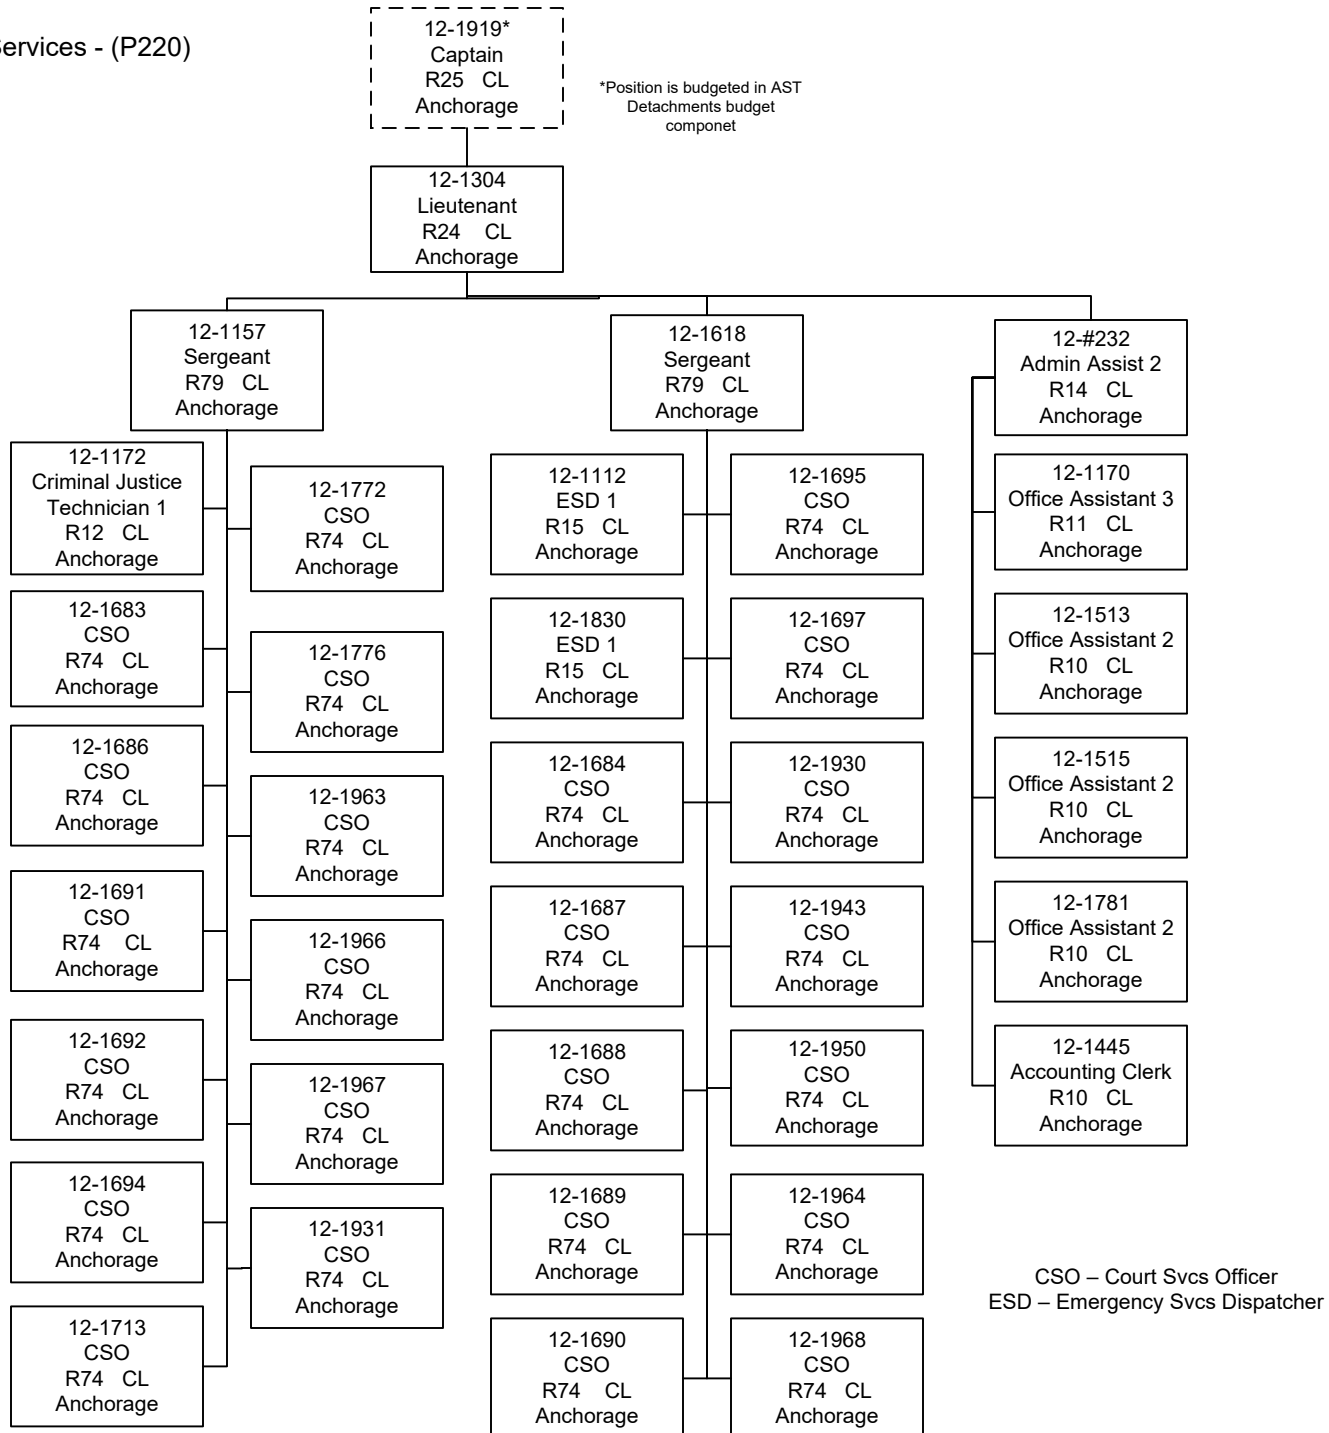 Services - (P220)
12-1919*
Captain
R25 CL
Anchorage
*Position is budgeted in AST
Detachments budget
componet
12-1304
Lieutenant
R24 CL
Anchorage
12-1157
Sergeant
R79 CL
Anchorage
12-1618
Sergeant
R79 CL
Anchorage
12-#232
Admin Assist 2
R14 CL
Anchorage
12-1172
Criminal Justice
Technician 1
R12 CL
Anchorage
12-1683
CSO
R74 CL
Anchorage
12-1686
CSO
R74 CL
Anchorage
12-1691
CSO
R74 CL
Anchorage
12-1692
CSO
R74 CL
Anchorage
12-1694
CSO
R74 CL
Anchorage
12-1713
CSO
R74 CL
Anchorage
12-1772
CSO
R74 CL
Anchorage
12-1776
CSO
R74 CL
Anchorage
12-1963
CSO
R74 CL
Anchorage
12-1966
CSO
R74 CL
Anchorage
12-1967
CSO
R74 CL
Anchorage
12-1931
CSO
R74 CL
Anchorage
12-1112
ESD 1
R15 CL
Anchorage
12-1830
ESD 1
R15 CL
Anchorage
12-1684
CSO
R74 CL
Anchorage
12-1687
CSO
R74 CL
Anchorage
12-1688
CSO
R74 CL
Anchorage
12-1689
CSO
R74 CL
Anchorage
12-1690
CSO
R74 CL
Anchorage
12-1695
CSO
R74 CL
Anchorage
12-1697
CSO
R74 CL
Anchorage
12-1930
CSO
R74 CL
Anchorage
12-1943
CSO
R74 CL
Anchorage
12-1950
CSO
R74 CL
Anchorage
12-1964
CSO
R74 CL
Anchorage
12-1968
CSO
R74 CL
Anchorage
12-1170
Office Assistant 3
R11 CL
Anchorage
12-1513
Office Assistant 2
R10 CL
Anchorage
12-1515
Office Assistant 2
R10 CL
Anchorage
12-1781
Office Assistant 2
R10 CL
Anchorage
12-1445
Accounting Clerk
R10 CL
Anchorage
CSO – Court Svcs Officer
ESD – Emergency Svcs Dispatcher